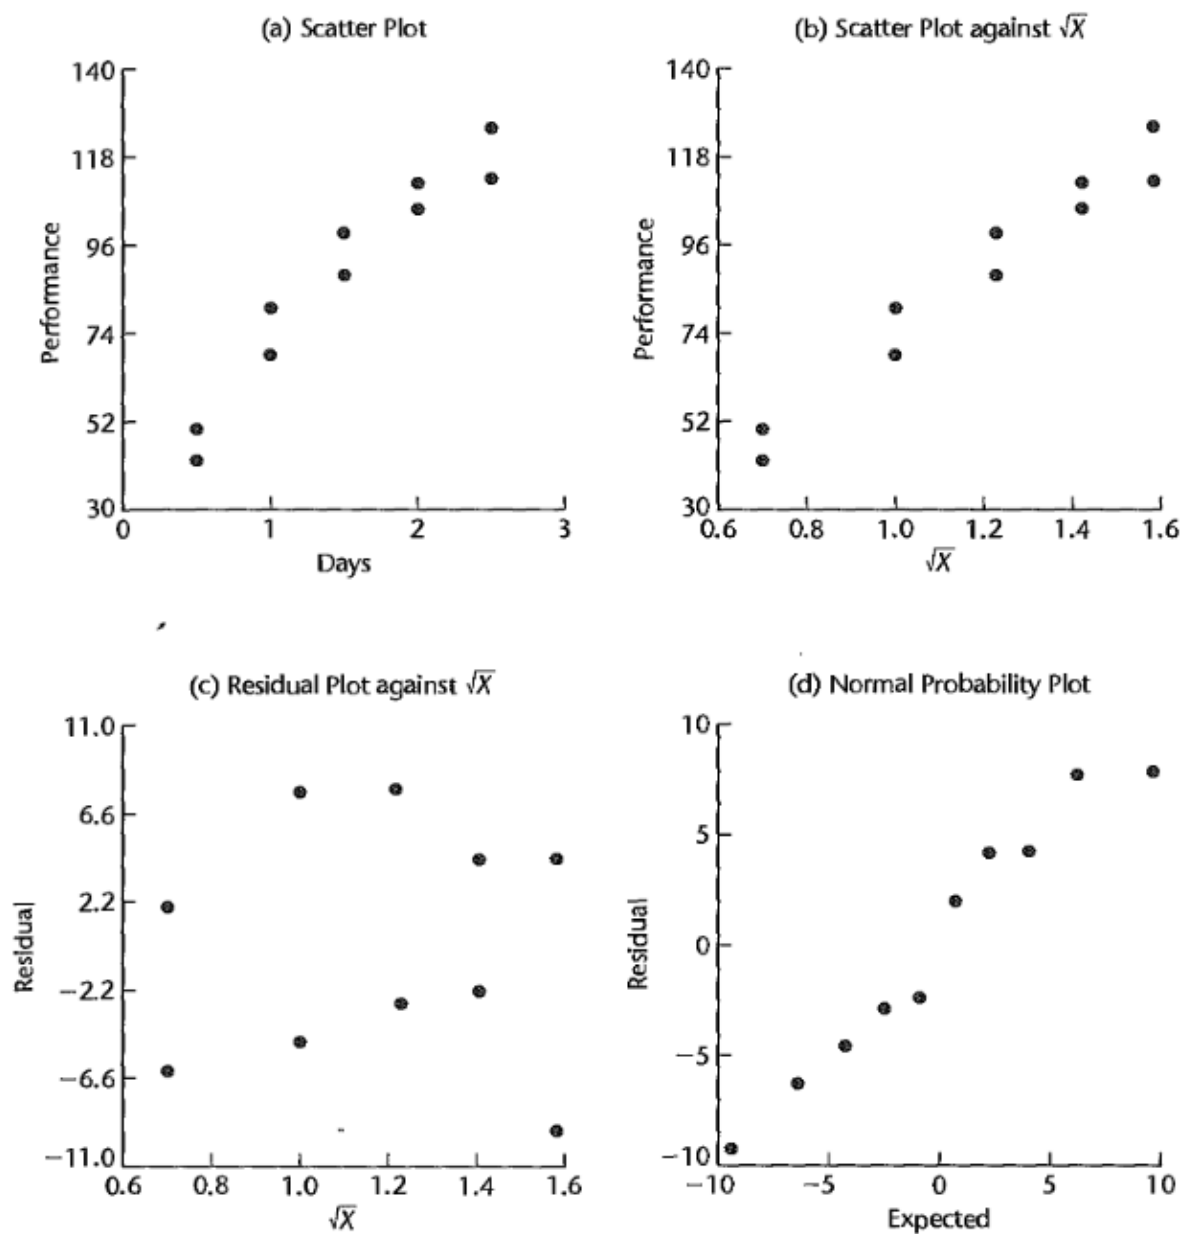 (a) Scatter Plot
140
118
96
74
52
30
Performance
0 1 2 3
Days
(b) Scatter Plot against √X
140
118
96
74
52
30
Performance
0.6 0.8 1.0 1.2 1.4 1.6
√X
(c) Residual Plot against √X
11.0
6.6
2.2
−2.2
−6.6
−11.0
Residual
0.6 0.8 1.0 1.2 1.4 1.6
√X
(d) Normal Probability Plot
10
5
0
−5
−10
Residual
−10 −5 0 5 10
Expected